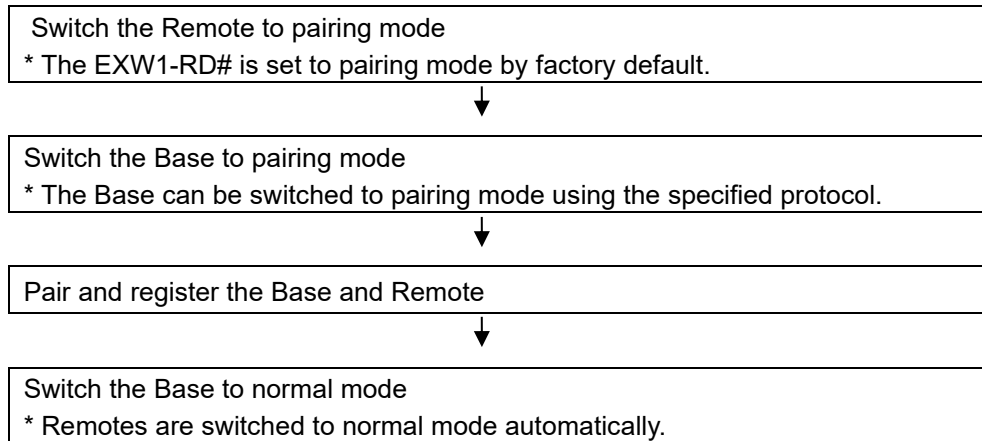 Switch the Remote to pairing mode
* The EXW1-RD# is set to pairing mode by factory default.
Switch the Base to pairing mode
* The Base can be switched to pairing mode using the specified protocol.
Pair and register the Base and Remote
Switch the Base to normal mode
* Remotes are switched to normal mode automatically.